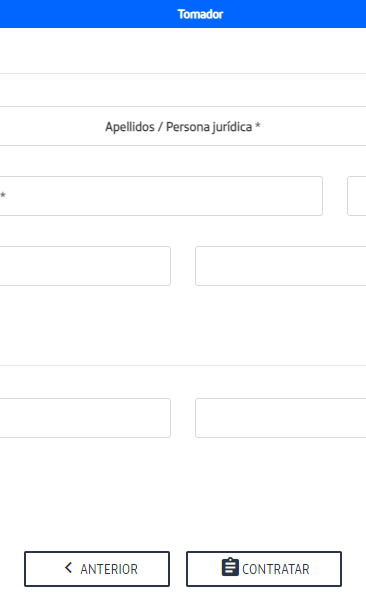 Tomador
Apellidos / Persona jurídica *
*
ANTERIOR
CONTRATAR